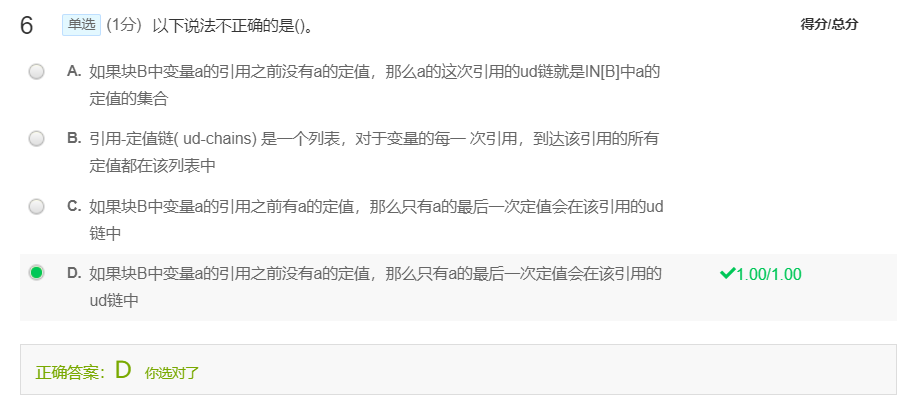 6 单选 (1分) 以下说法不正确的是()。 得分/总分
A. 如果块B中变量a的引用之前没有a的定值，那么a的这次引用的ud链就是IN[B]中a的
定值的集合
B. 引用-定值链( ud-chains) 是一个列表，对于变量的每一 次引用，到达该引用的所有
定值都在该列表中
C. 如果块B中变量a的引用之前有a的定值，那么只有a的最后一次定值会在该引用的ud
链中
D. 如果块B中变量a的引用之前没有a的定值，那么只有a的最后一次定值会在该引用的 1.00/1.00
ud链中
正确答案：D 你选对了